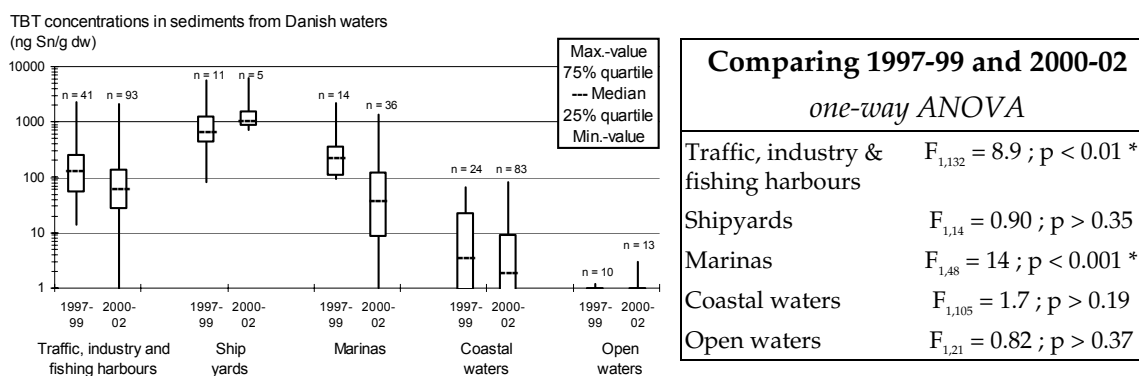 TBT concentrations in sediments from Danish waters
(ng Sn/g dw)
10000
1000
100
10
1
n = 41
n = 93
n = 11
n = 5
n = 14
n = 36
n = 24
n = 83
n = 10
n = 13
Max.-value
75% quartile
--- Median
25% quartile
Min.-value
1997-
99
2000-
02
1997-
99
2000-
02
1997-
99
2000-
02
1997-
99
2000-
02
1997-
99
2000-
02
Traffic, industry and
fishing harbours
Ship
yards
Marinas
Coastal
waters
Open
waters
Comparing 1997-99 and 2000-02
one-way ANOVA
Traffic, industry & F1,132 = 8.9 ; p < 0.01 *
fishing harbours
Shipyards F1,14 = 0.90 ; p > 0.35
Marinas F1,48 = 14 ; p < 0.001 *
Coastal waters F1,105 = 1.7 ; p > 0.19
Open waters F1,21 = 0.82 ; p > 0.37